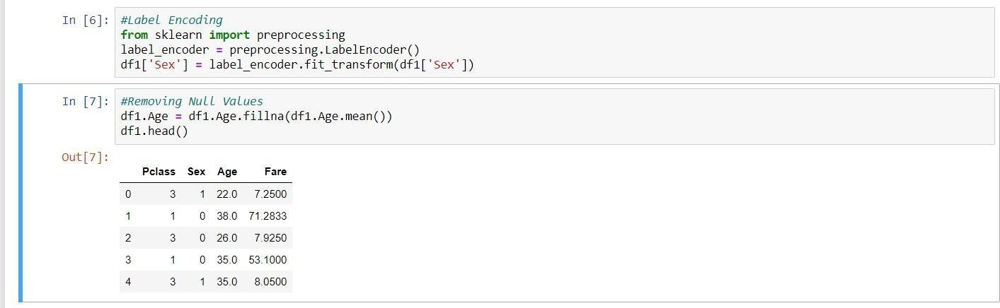 In [6]: #Label Encoding
from sklearn import preprocessing
label_encoder = preprocessing.LabelEncoder()
df1['Sex'] = label_encoder.fit_transform(df1['Sex'])
In [7]: #Removing Null Values
df1.Age = df1.Age.fillna(df1.Age.mean())
df1.head()
Out[7]:
Pclass Sex Age Fare
0 3 1 22.0 7.2500
1 1 0 38.0 71.2833
2 3 0 26.0 7.9250
3 1 0 35.0 53.1000
4 3 1 35.0 8.0500